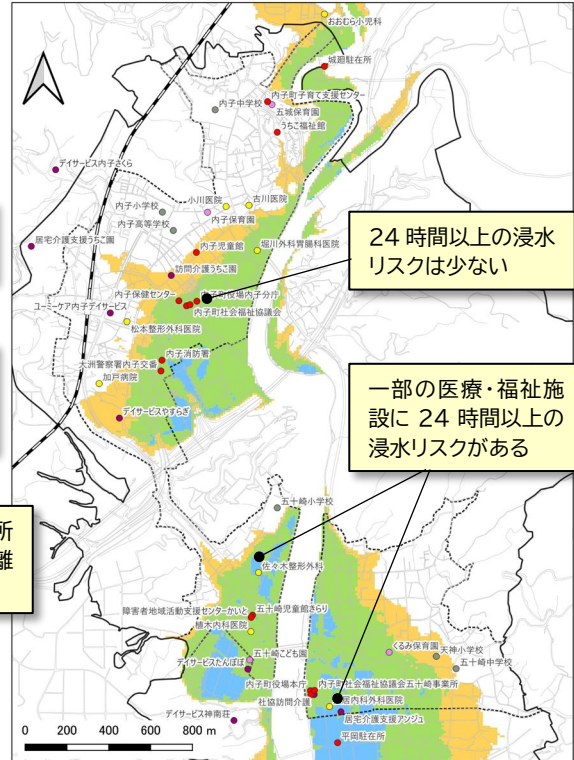 おおむら小児科
城廻駐在所
内子町子育て支援センター
内子中学校
五城保育園
うちこ福祉館
デイサービス内子さくら
小川医院
古川医院
内子小学校
内子保育園
内子高等学校
居宅介護支援うちこ園
内子児童館
堀川外科胃腸科医院
24 時間以上の浸水
リスクは少ない
訪問介護うちこ園
内子保健センター
内子町役場内子分庁
ユーミーケア内子デイサービス
内子町社会福祉協議会
松本整形外科医院
内子消防署
大洲警察署内子交番
加戸病院
デイサービスやすらぎ
一部の医療・福祉施
設に 24 時間以上の
浸水リスクがある
五十崎小学校
所
離
佐々木整形外科
障害者地域活動支援センターかいと
五十崎児童館きらり
植木内科医院
くるみ保育園
天神小学校
五十崎こども園
五十崎中学校
デイサービスたんぽぽ
内子町役場本庁
内子町社会福祉協議会五十崎事業所
社協訪問介護
居内科外科医院
デイサービス神南荘
居宅介護支援アンジュ
平岡駐在所
0 200 400 600 800 m